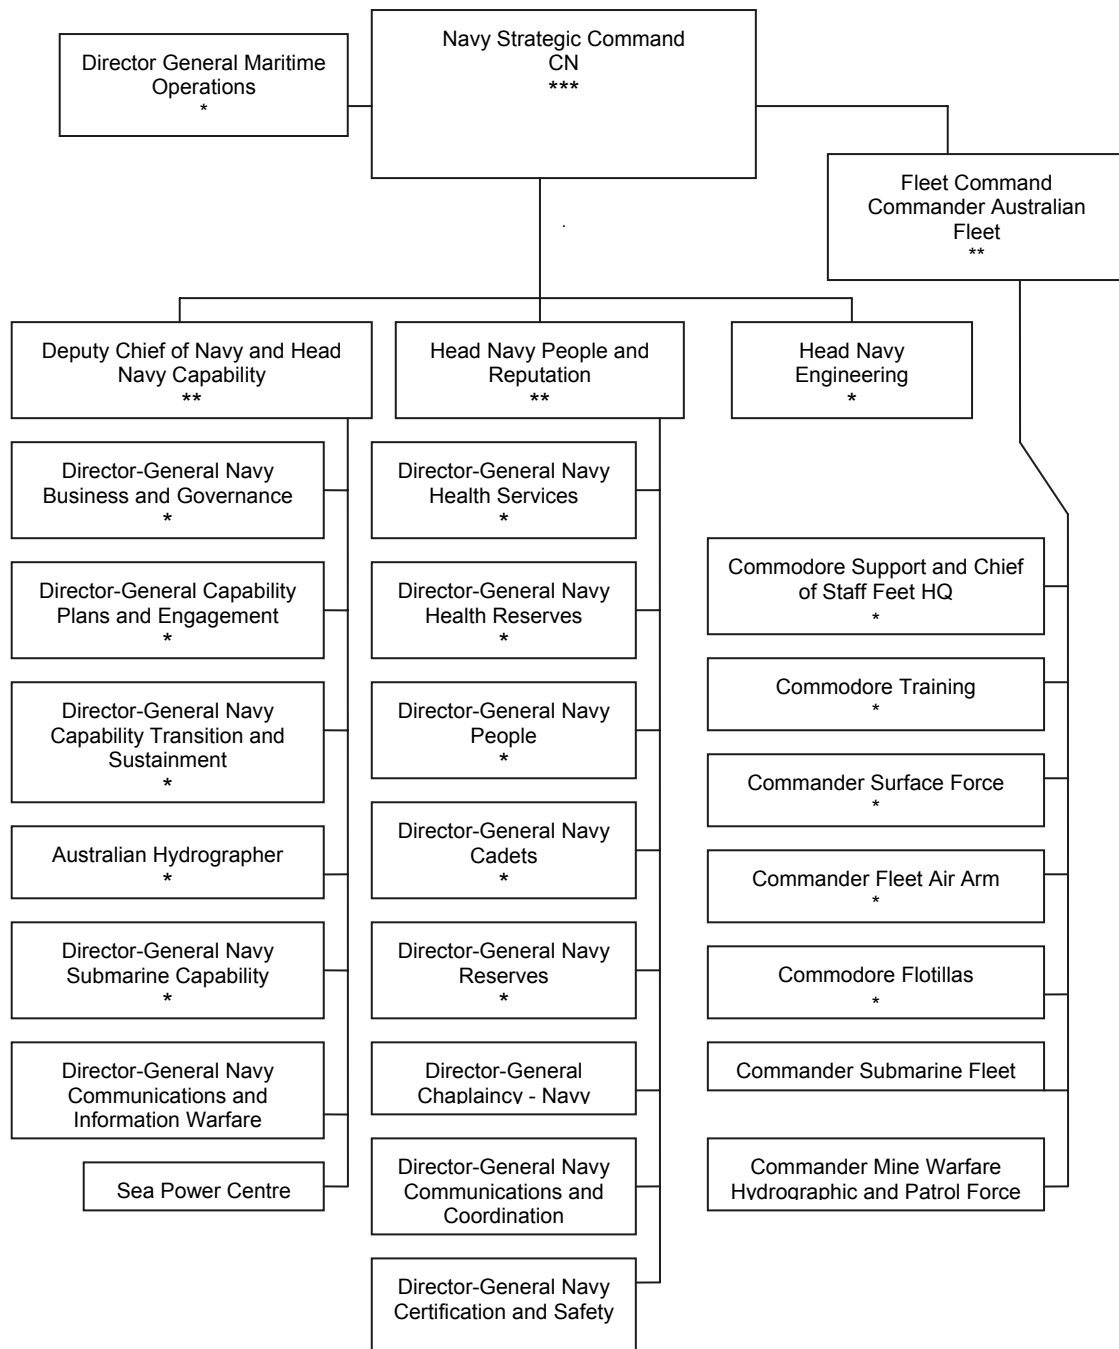 Navy Strategic Command
CN
***
Director General Maritime
Operations
*
Fleet Command
Commander Australian
Fleet
**
Deputy Chief of Navy and Head
Navy Capability
**
Head Navy People and
Reputation
**
Head Navy
Engineering
*
Director-General Navy
Business and Governance
*
Director-General Capability
Plans and Engagement
*
Director-General Navy
Capability Transition and
Sustainment
*
Australian Hydrographer
*
Director-General Navy
Submarine Capability
*
Director-General Navy
Communications and
Information Warfare
Sea Power Centre
Director-General Navy
Health Services
*
Director-General Navy
Health Reserves
*
Director-General Navy
People
*
Director-General Navy
Cadets
*
Director-General Navy
Reserves
*
Director-General
Chaplaincy - Navy
Director-General Navy
Communications and
Coordination
Director-General Navy
Certification and Safety
Commodore Support and Chief
of Staff Feet HQ
*
Commodore Training
*
Commander Surface Force
*
Commander Fleet Air Arm
*
Commodore Flotillas
*
Commander Submarine Fleet
Commander Mine Warfare
Hydrographic and Patrol Force